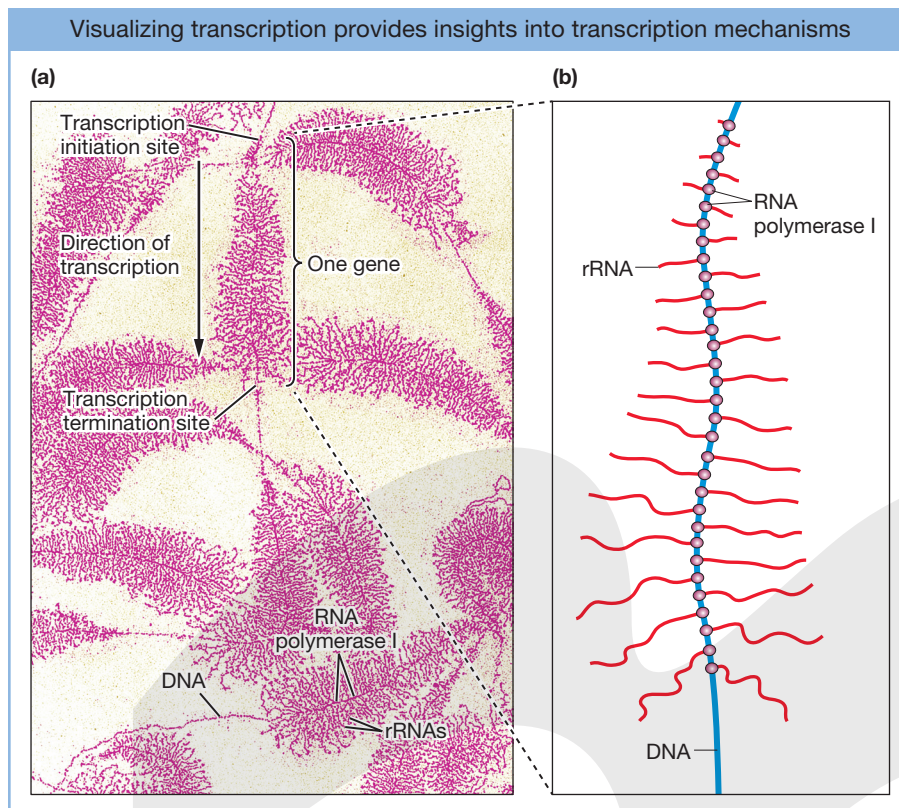 Visualizing transcription provides insights into transcription mechanisms
(a)
Transcription
initiation site
Direction of
transcription
One gene
Transcription
termination site
RNA
polymerase I
DNA
rRNAs
(b)
RNA
polymerase I
rRNA
DNA